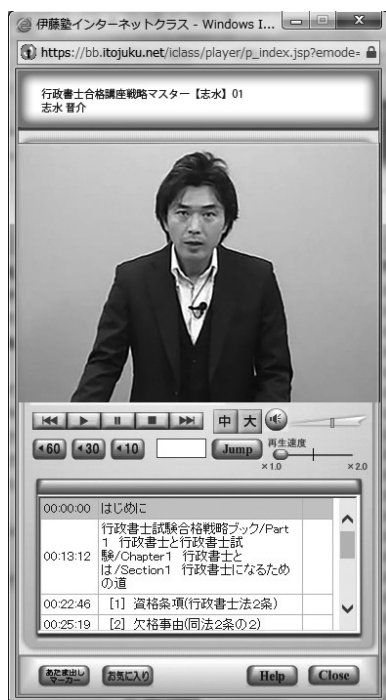 伊藤塾インターネットクラス - Windows I...
https://bb.itojuku.net/iclass/player/p_index.jsp?emode=
行政書士合格講座戦略マスター【志水】01
志水 晋介
中 大
60 30 10 Jump 再生速度
×1.0 ×2.0
00:00:00 はじめに
行政書士試験合格戦略ブック/Part
1 行政書士と行政書士試
00:13:12 験/Chapter1 行政書士と
は/Section1 行政書士になるため
の道
00:22:46 [1] 資格条項(行政書士法2条)
00:25:19 [2] 欠格事由(同法2条の2)
あたま出し
マーカー
お気に入り Help Close